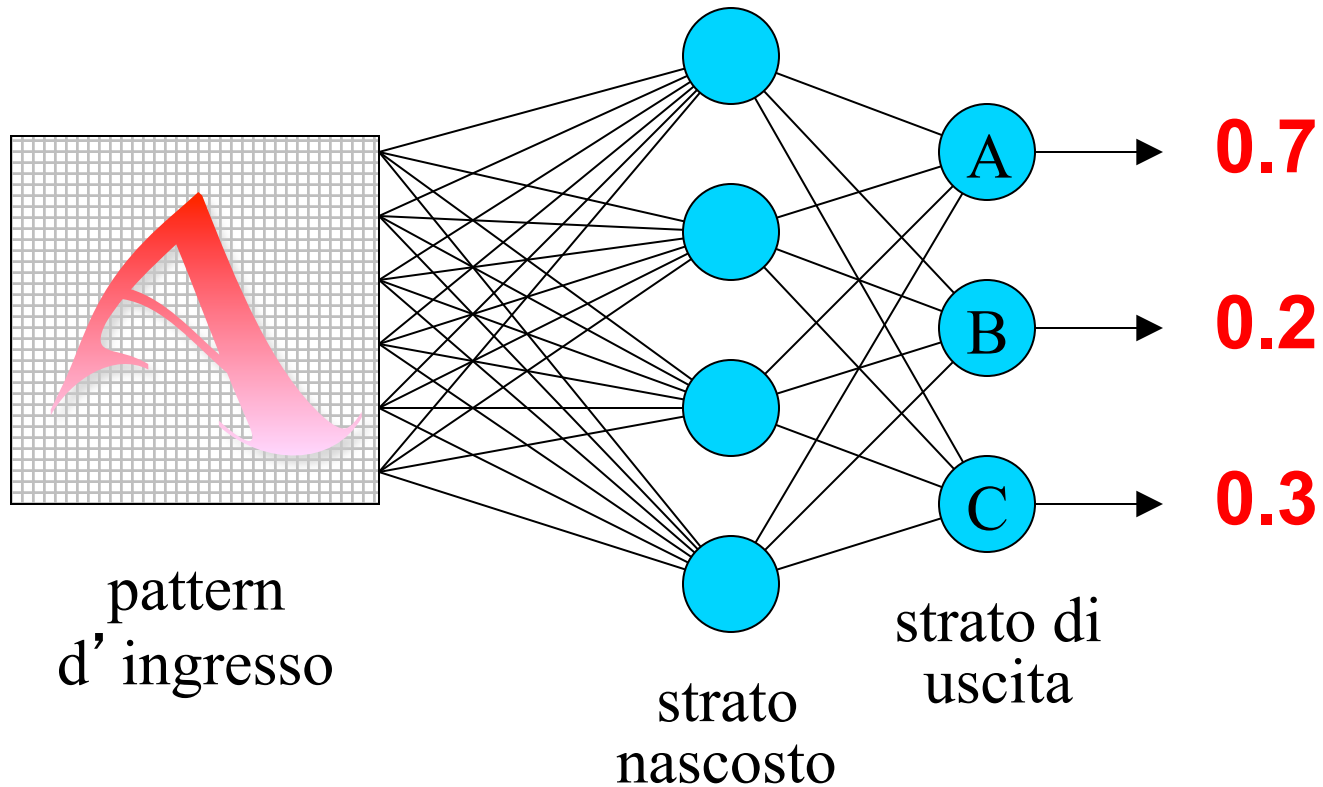 A
A
0.7
B
0.2
C
0.3
pattern
d’ ingresso
strato
nascosto
strato di
uscita